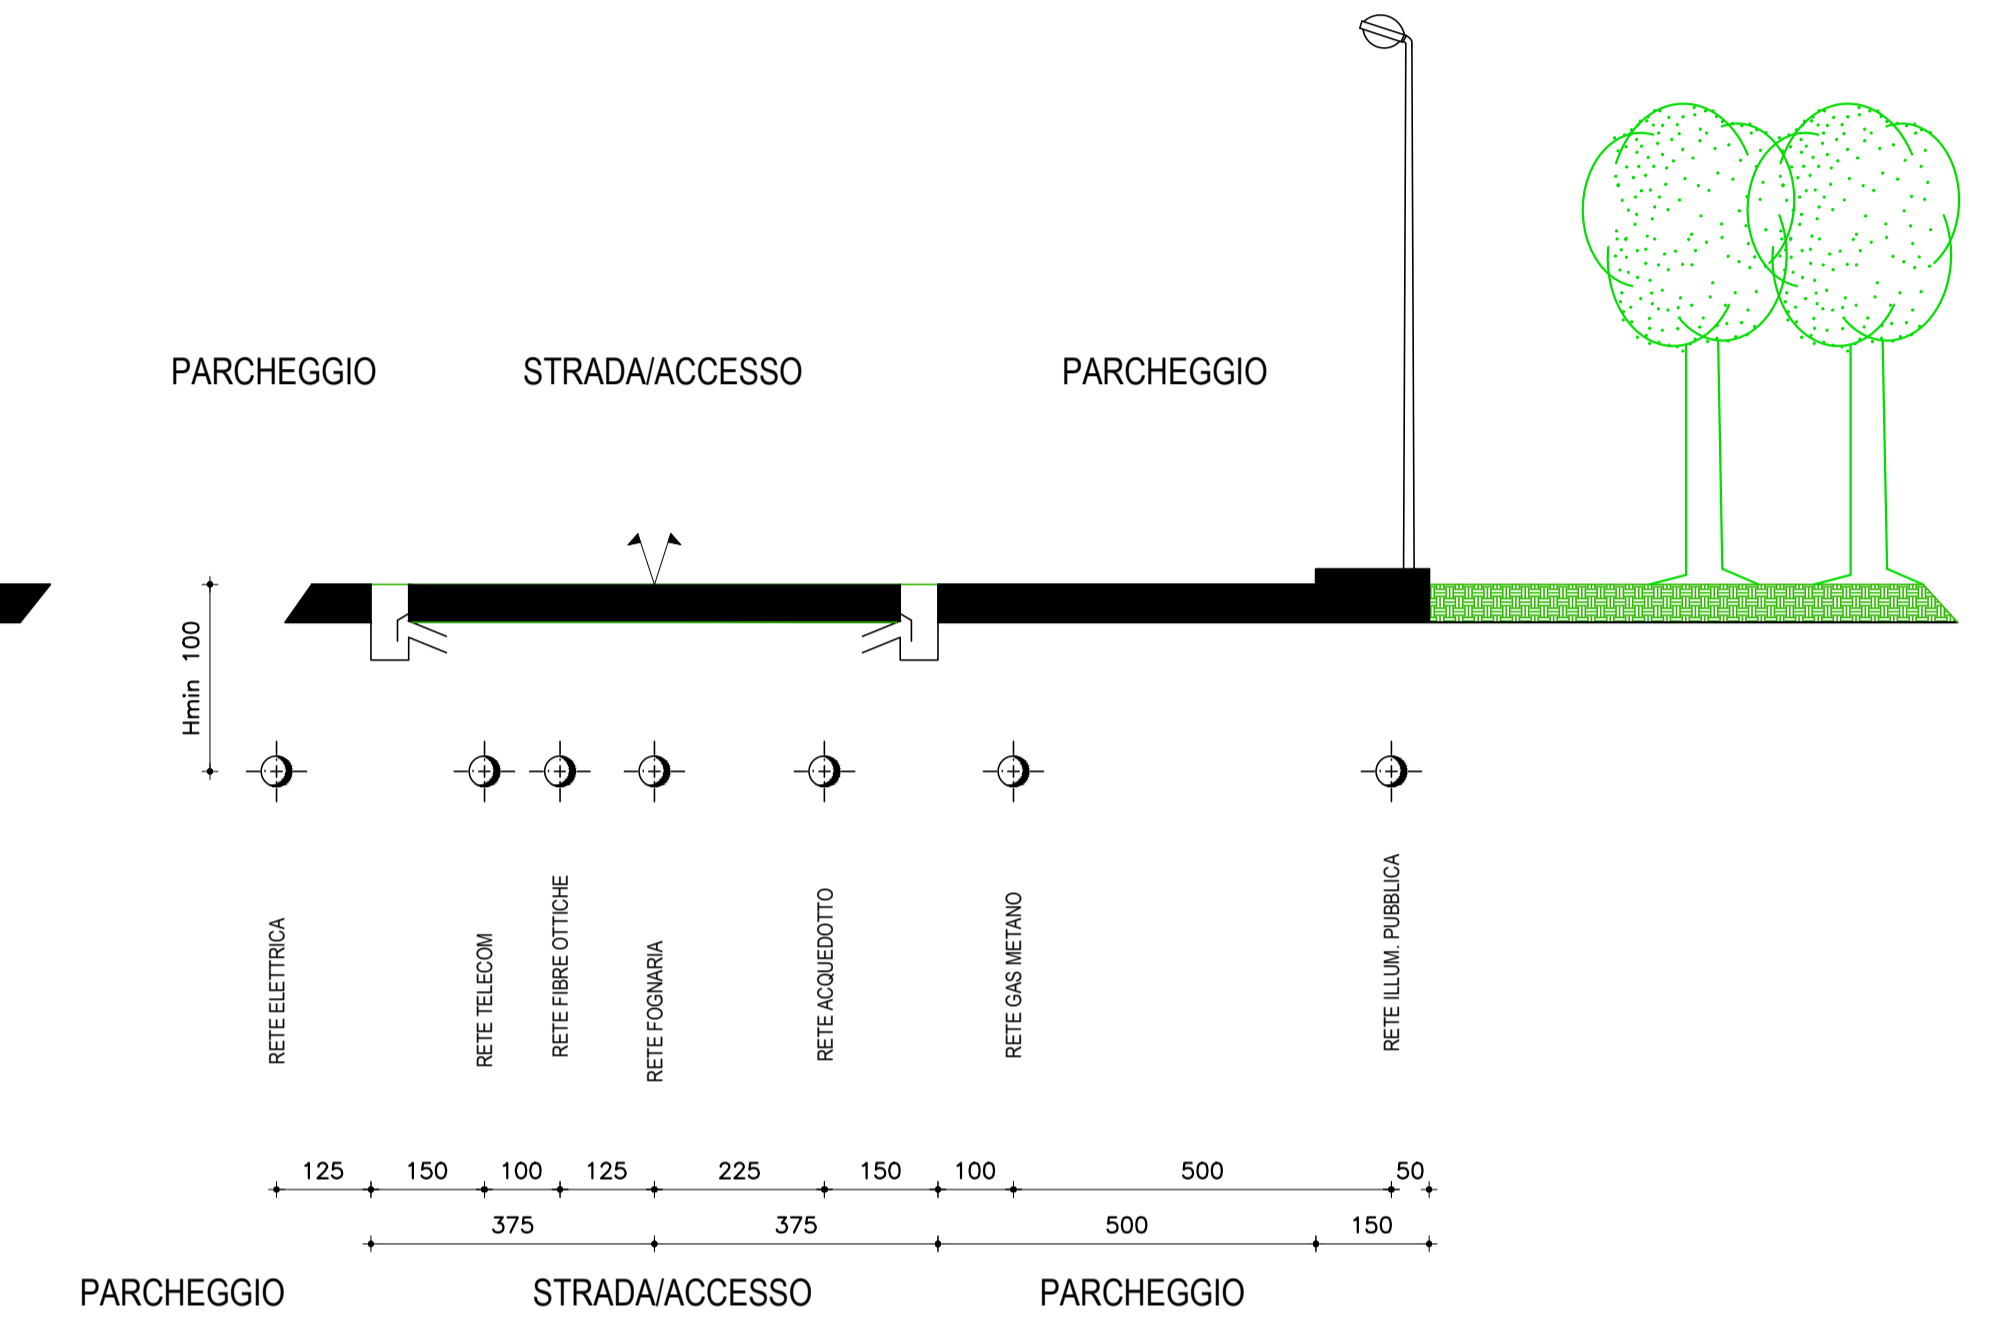 PARCHEGGIO
STRADA/ACCESSO
PARCHEGGIO
Hmin 100
RETE ELETTRICA
RETE TELECOM
RETE FIBRE OTTICHE
RETE FOGNARIA
RETE ACQUEDOTTO
RETE GAS METANO
RETE ILLUM. PUBBLICA
125 150 100 125 225 150 100 500 50
375 375 500 150
PARCHEGGIO
STRADA/ACCESSO
PARCHEGGIO